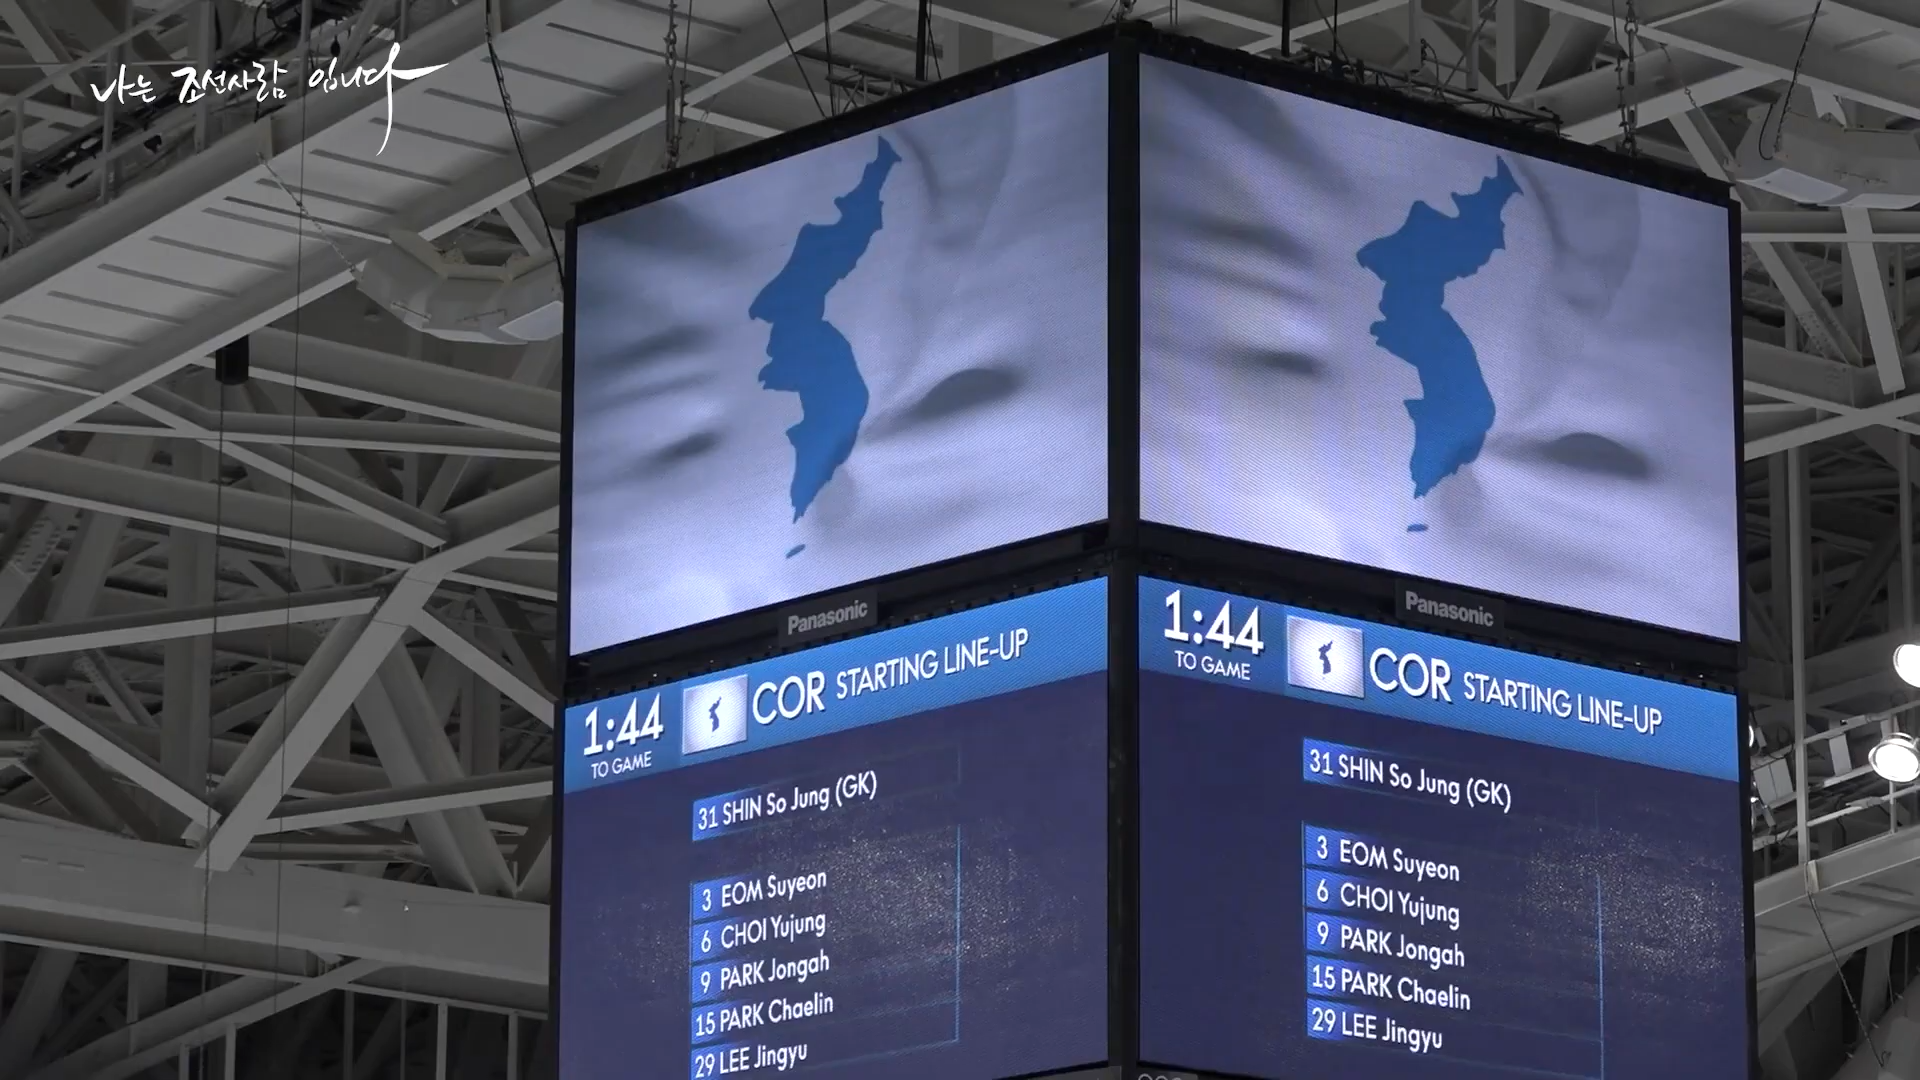 나는 조선사람 입니다
Panasonic
1:44
TO GAME
COR STARTING LINE-UP
31 SHIN So Jung (GK)
3 EOM Suyeon
6 CHOI Yujung
9 PARK Jongah
15 PARK Chaelin
29 LEE Jingyu
Panasonic
1:44
TO GAME
COR STARTING LINE-UP
31 SHIN So Jung (GK)
3 EOM Suyeon
6 CHOI Yujung
9 PARK Jongah
15 PARK Chaelin
29 LEE Jingyu